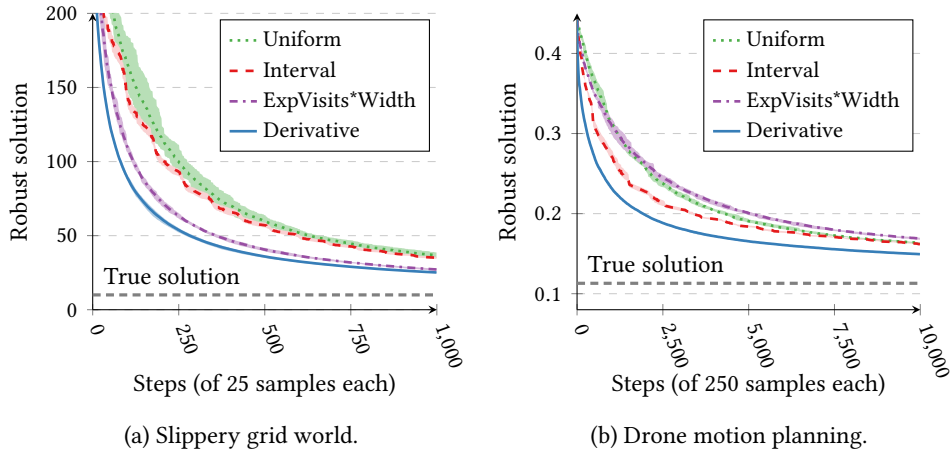 Robust solution
200
150
100
50
0
Uniform
Interval
ExpVisits*Width
Derivative
True solution
0
250
500
750
1,000
Steps (of 25 samples each)
(a) Slippery grid world.
Robust solution
0.4
0.3
0.2
0.1
Uniform
Interval
ExpVisits*Width
Derivative
True solution
0
2,500
5,000
7,500
10,000
Steps (of 250 samples each)
(b) Drone motion planning.